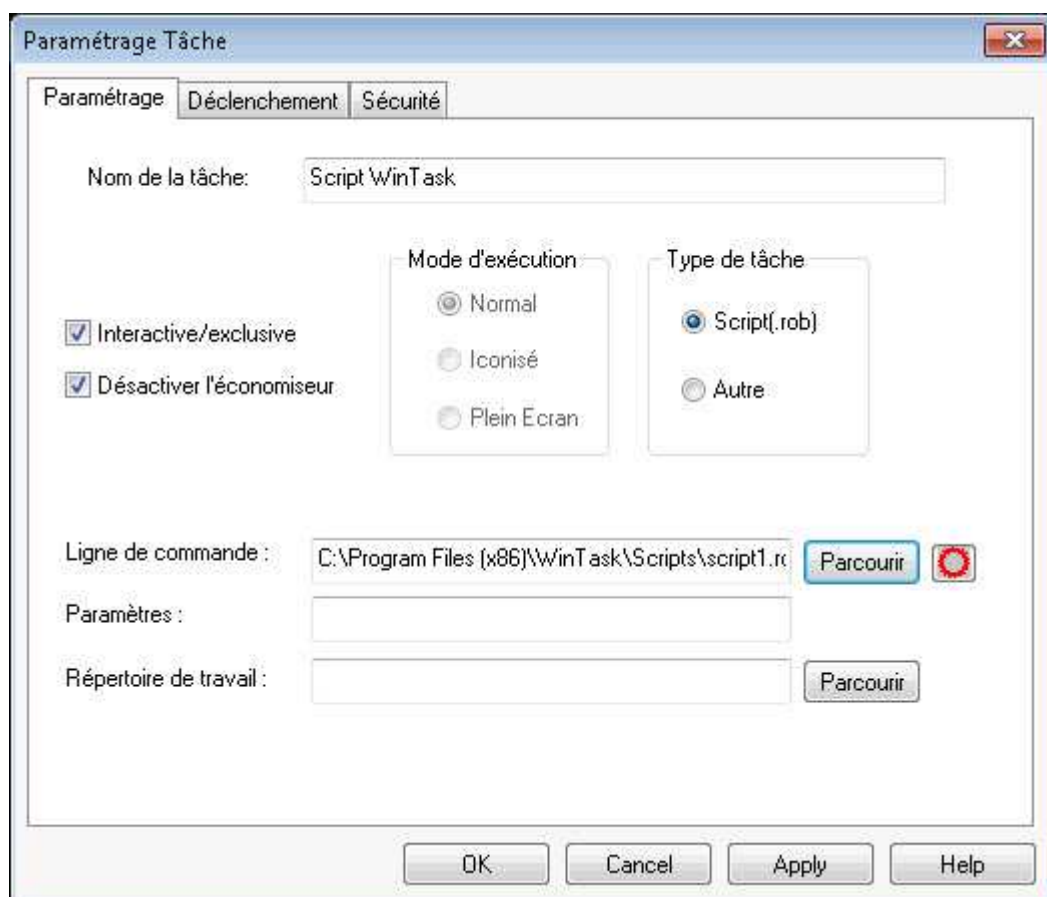 Paramétrage Tâche
Paramétrage Déclenchement Sécurité
Nom de la tâche: Script WinTask
Mode d'exécution Type de tâche
Normal
Script(.rob)
Interactive/exclusive
Iconisé
Désactiver l'économiseur
Autre
Plein Ecran
Ligne de commande : C:\Program Files (x86)\WinTask\Scripts\script1.ro Parcourir
Paramètres :
Répertoire de travail : Parcourir
OK Cancel Apply Help